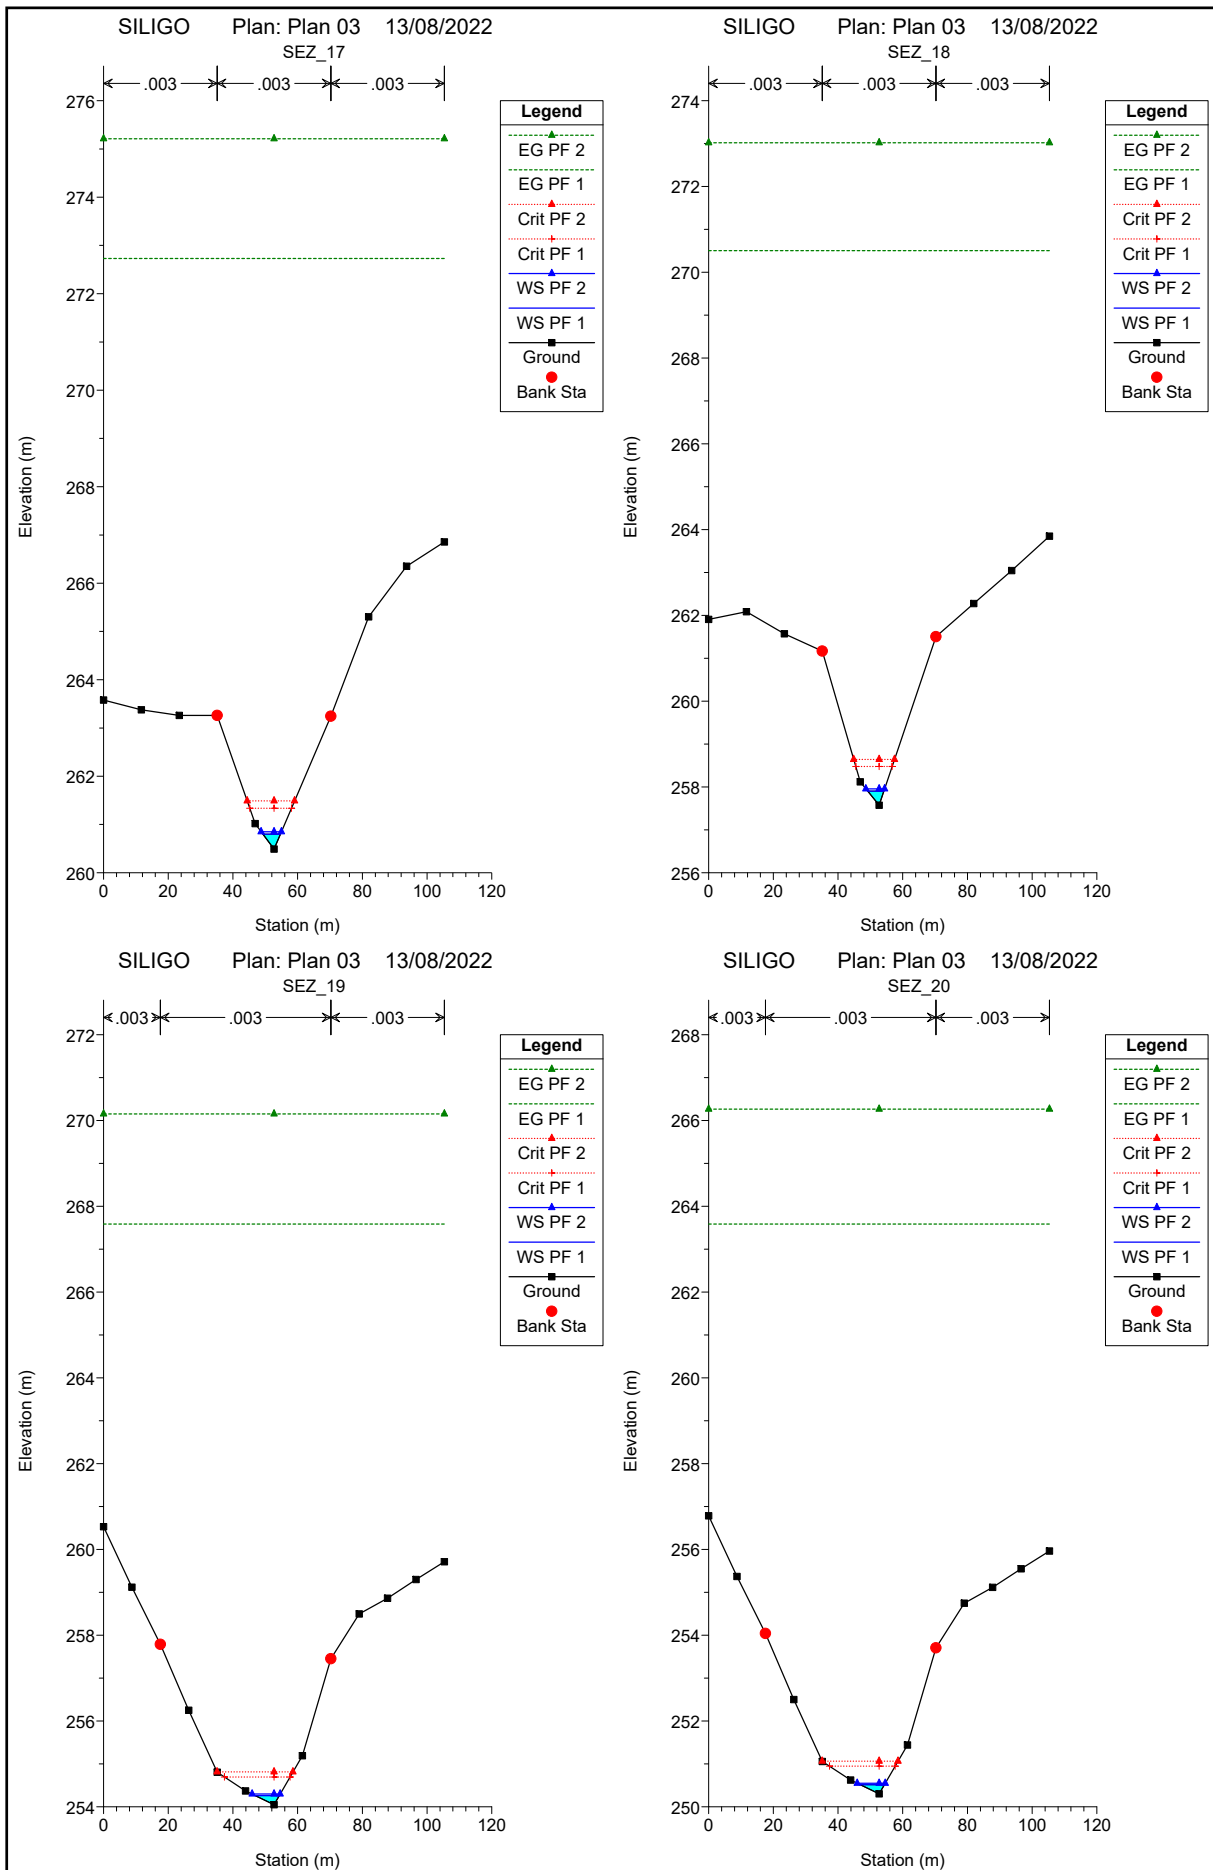 SILIGO Plan: Plan 03 13/08/2022
SEZ_17
.003 .003 .003
276
274
272
270
268
266
264
262
260
0 20 40 60 80 100 120
Station (m)
Elevation (m)
Legend
EG PF 2
EG PF 1
Crit PF 2
Crit PF 1
WS PF 2
WS PF 1
Ground
Bank Sta
SILIGO Plan: Plan 03 13/08/2022
SEZ_18
.003 .003 .003
274
272
270
268
266
264
262
260
258
256
0 20 40 60 80 100 120
Station (m)
Elevation (m)
Legend
EG PF 2
EG PF 1
Crit PF 2
Crit PF 1
WS PF 2
WS PF 1
Ground
Bank Sta
SILIGO Plan: Plan 03 13/08/2022
SEZ_19
.003 .003 .003
272
270
268
266
264
262
260
258
256
254
0 20 40 60 80 100 120
Station (m)
Elevation (m)
Legend
EG PF 2
EG PF 1
Crit PF 2
Crit PF 1
WS PF 2
WS PF 1
Ground
Bank Sta
SILIGO Plan: Plan 03 13/08/2022
SEZ_20
.003 .003 .003
268
266
264
262
260
258
256
254
252
250
0 20 40 60 80 100 120
Station (m)
Elevation (m)
Legend
EG PF 2
EG PF 1
Crit PF 2
Crit PF 1
WS PF 2
WS PF 1
Ground
Bank Sta